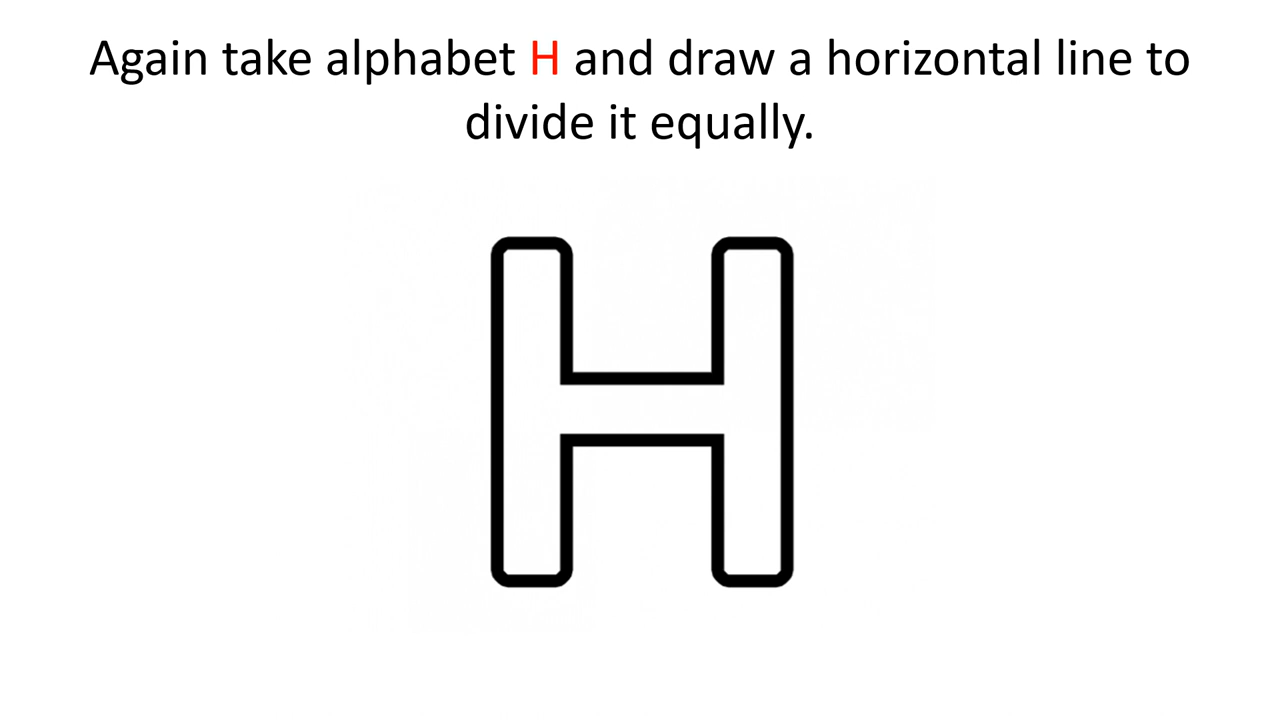 Again take alphabet H and draw a horizontal line to
divide it equally.
H